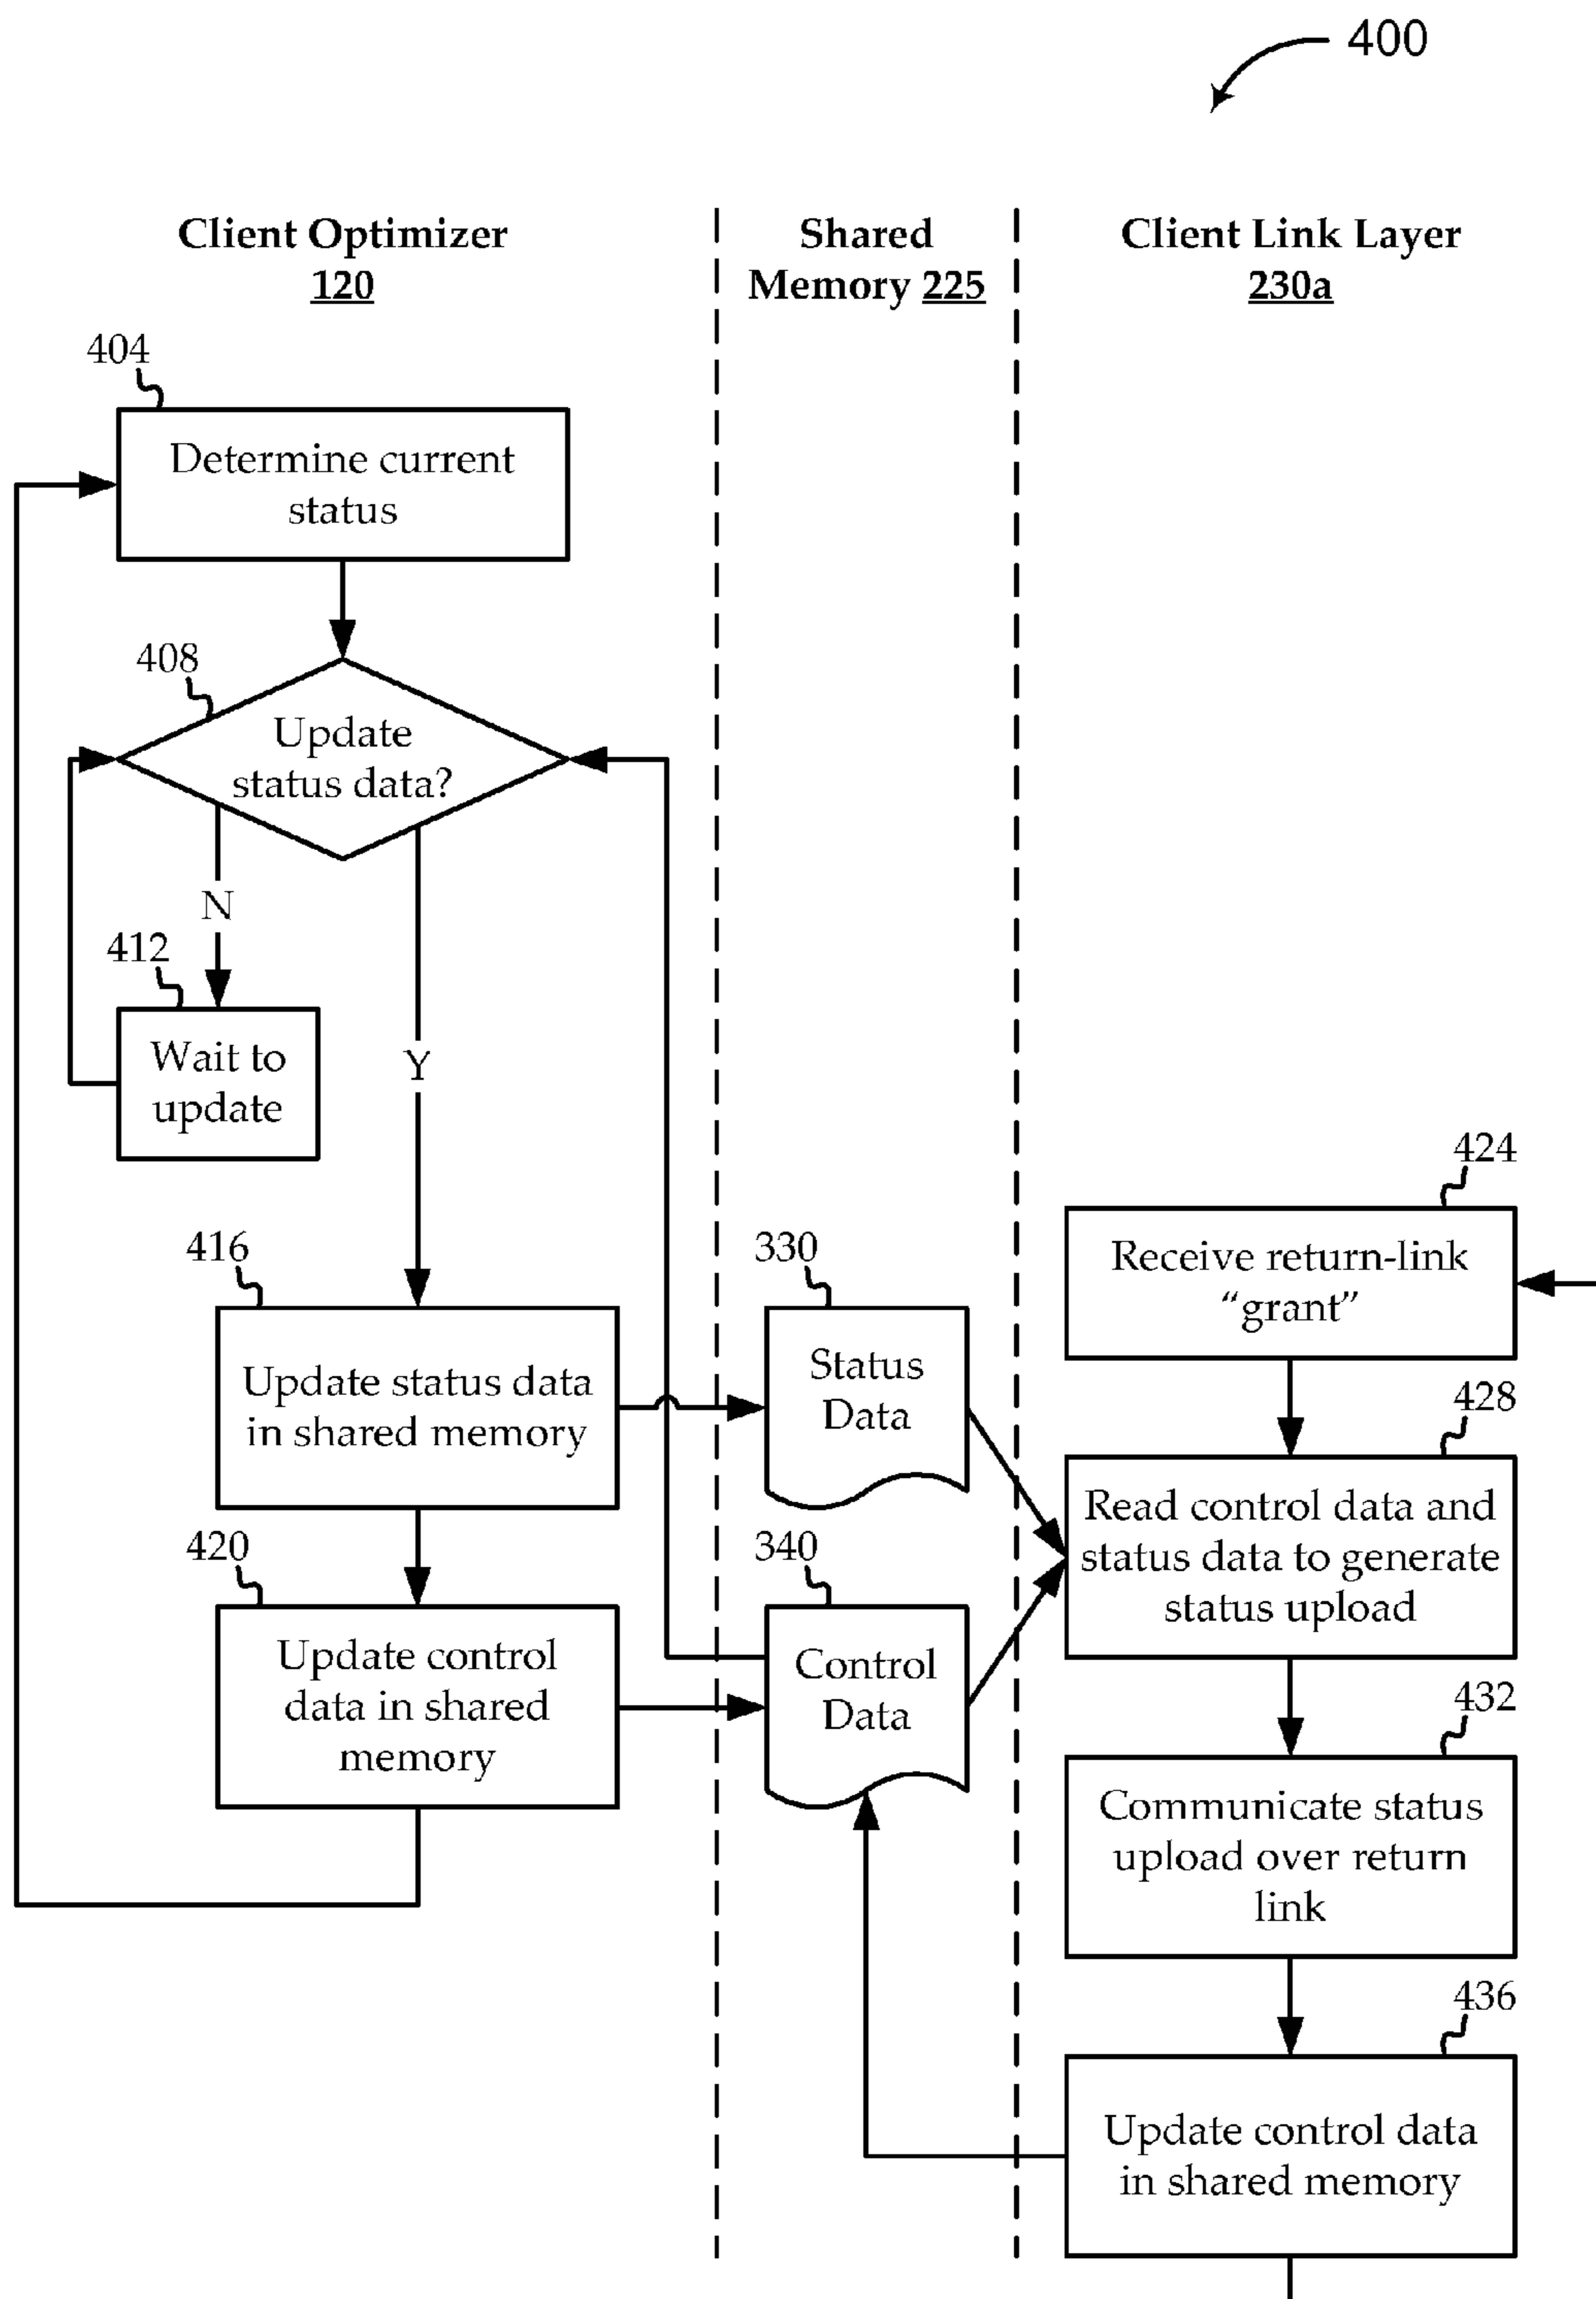 400
Client Optimizer
120
Shared
Memory 225
Client Link Layer
230a
404
Determine current
status
408
Update
status data?
N
412
Wait to
update
Y
416
Update status data
in shared memory
420
Update control
data in shared
memory
330
Status
Data
340
Control
Data
424
Receive return-link
“grant”
428
Read control data and
status data to generate
status upload
432
Communicate status
upload over return
link
436
Update control data
in shared memory